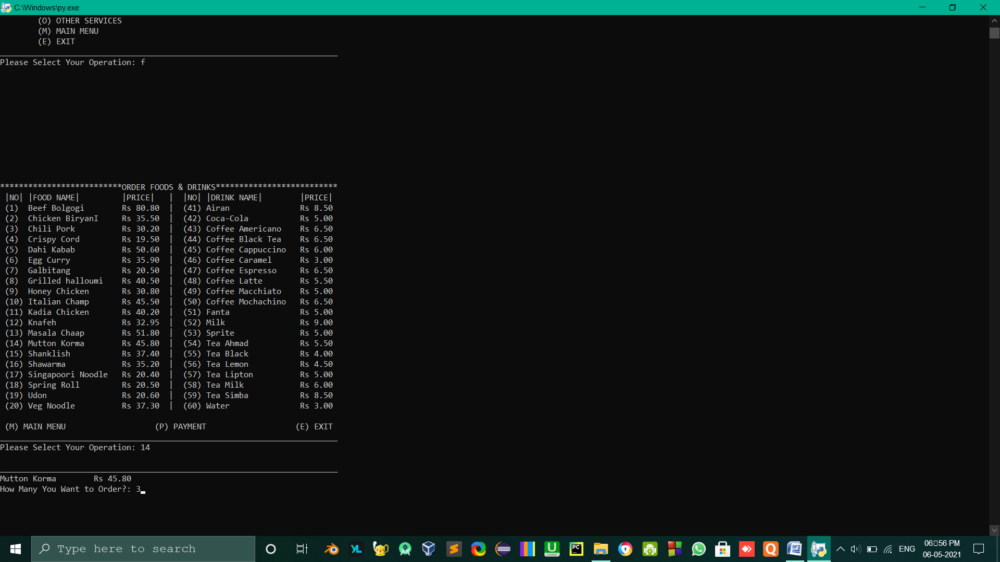 C:\Windows\py.exe
(O) OTHER SERVICES
(M) MAIN MENU
(E) EXIT
Please Select Your Operation: f
**************************ORDER FOODS & DRINKS**************************
|NO| |FOOD NAME| |PRICE| | |NO| |DRINK NAME| |PRICE|
(1) Beef Bolgogi Rs 80.80 | (41) Airan Rs 8.50
(2) Chicken BiryanI Rs 35.50 | (42) Coca-Cola Rs 5.00
(3) Chili Pork Rs 30.20 | (43) Coffee Americano Rs 6.50
(4) Crispy Cord Rs 19.50 | (44) Coffee Black Tea Rs 6.50
(5) Dahi Kabab Rs 50.60 | (45) Coffee Cappuccino Rs 6.00
(6) Egg Curry Rs 35.90 | (46) Coffee Caramel Rs 3.00
(7) Galbitang Rs 20.50 | (47) Coffee Espresso Rs 6.50
(8) Grilled halloumi Rs 40.50 | (48) Coffee Latte Rs 5.50
(9) Honey Chicken Rs 30.80 | (49) Coffee Macchiato Rs 5.00
(10) Italian Champ Rs 45.50 | (50) Coffee Mochachino Rs 6.50
(11) Kadia Chicken Rs 40.20 | (51) Fanta Rs 5.00
(12) Knafeh Rs 32.95 | (52) Milk Rs 9.00
(13) Masala Chaap Rs 51.80 | (53) Sprite Rs 5.00
(14) Mutton Korma Rs 45.80 | (54) Tea Ahmad Rs 5.50
(15) Shanklish Rs 37.40 | (55) Tea Black Rs 4.00
(16) Shawarma Rs 35.20 | (56) Tea Lemon Rs 4.50
(17) Singapoori Noodle Rs 20.40 | (57) Tea Lipton Rs 5.00
(18) Spring Roll Rs 20.50 | (58) Tea Milk Rs 6.00
(19) Udon Rs 20.60 | (59) Tea Simba Rs 8.50
(20) Veg Noodle Rs 37.30 | (60) Water Rs 3.00
(M) MAIN MENU (P) PAYMENT (E) EXIT
Please Select Your Operation: 14
Mutton Korma Rs 45.80
How Many You Want to Order?: 3
Type here to search
XL
U
PC
Q
W
ENG
06▯56 PM
06-05-2021